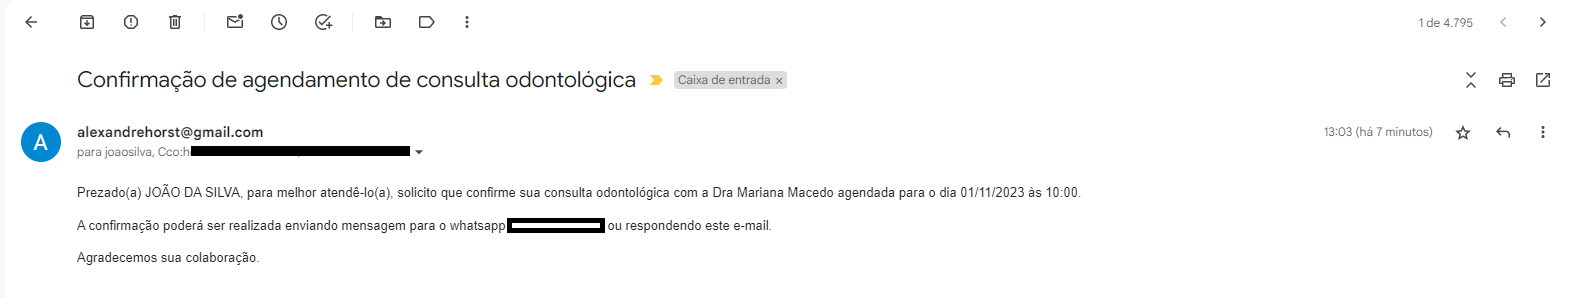 1 de 4.795
Confirmação de agendamento de consulta odontológica Caixa de entrada ×
A alexandrehorst@gmail.com 13:03 (há 7 minutos)
para joaosilva, Cco:
Prezado(a) JOÃO DA SILVA, para melhor atendê-lo(a), solicito que confirme sua consulta odontológica com a Dra Mariana Macedo agendada para o dia 01/11/2023 às 10:00.
A confirmação poderá ser realizada enviando mensagem para o whatsapp ou respondendo este e-mail.
Agradecemos sua colaboração.